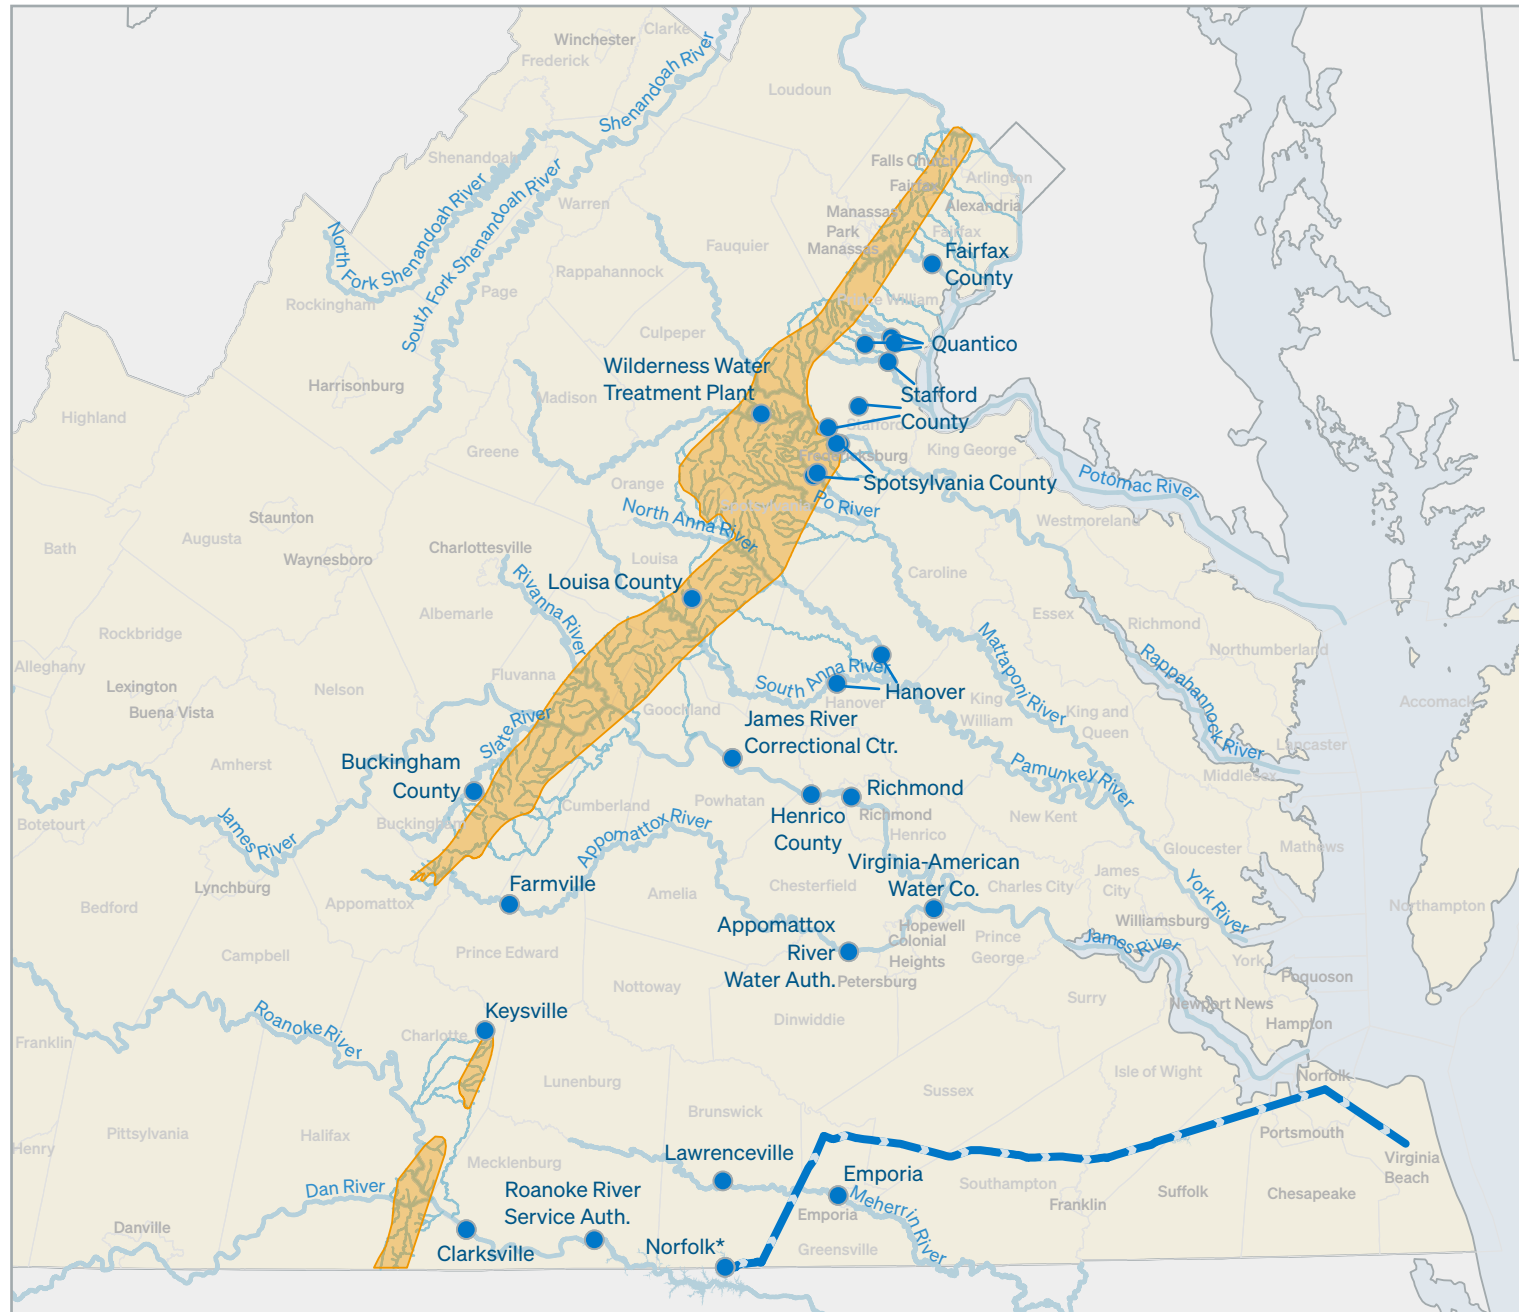 Clarke
Winchester
Frederick
Shenandoah River
Loudoun
Shenandoah
Falls Church
Fairfax
Arlington
Warren
Manassas
Park
Alexandria
Fairfax
Manassas
Fauquier
Fairfax
County
North Fork Shenandoah River
South Fork Shenandoah River
Rappahannock
Page
Rockingham
Prince William
Culpeper
Quantico
Wilderness Water
Treatment Plant
Harrisonburg
Madison
Stafford
County
Stafford
Highland
Greene
Fredericksburg
King George
Orange
Spotsylvania County
Potomac River
Spotsylvania
Po River
North Anna River
Staunton
Westmoreland
Augusta
Bath
Waynesboro
Charlottesville
Louisa
Louisa County
Caroline
Rivanna River
Albemarle
Essex
Richmond
Rockbridge
Mattaponi River
Rappahannock River
Northumberland
Alleghany
Fluvanna
South Anna River
Hanover
Lexington
Nelson
Buena Vista
Goochland
Hanover
King
William
King and
Queen
Accomack
James River
Correctional Ctr.
Slate River
Lancaster
Buckingham
County
Amherst
Pamunkey River
Middlesex
Richmond
Powhatan
Cumberland
Botetourt
Buckingham
James River
Appomattox River
Henrico
County
Richmond
Henrico
New Kent
Gloucester
Mathews
Virginia-American
Water Co.
Lynchburg
Farmville
Amelia
Chesterfield
Charles City
James
City
York River
Bedford
Appomattox
Northampton
Appomattox
River
Water Auth.
Hopewell
Colonial
Heights
Williamsburg
Prince
George
James River
Campbell
Prince Edward
York
Poquoson
Petersburg
Nottoway
Surry
Newport News
Keysville
Dinwiddie
Hampton
Roanoke River
Charlotte
Franklin
Lunenburg
Isle of Wight
Norfolk
Sussex
Brunswick
Pittsylvania
Halifax
Henry
Portsmouth
Lawrenceville
Mecklenburg
Virginia
Beach
Emporia
Dan River
Roanoke River
Service Auth.
Southampton
Suffolk
Chesapeake
Franklin
Emporia
Meherrin River
Danville
Clarksville
Norfolk*
Greensville